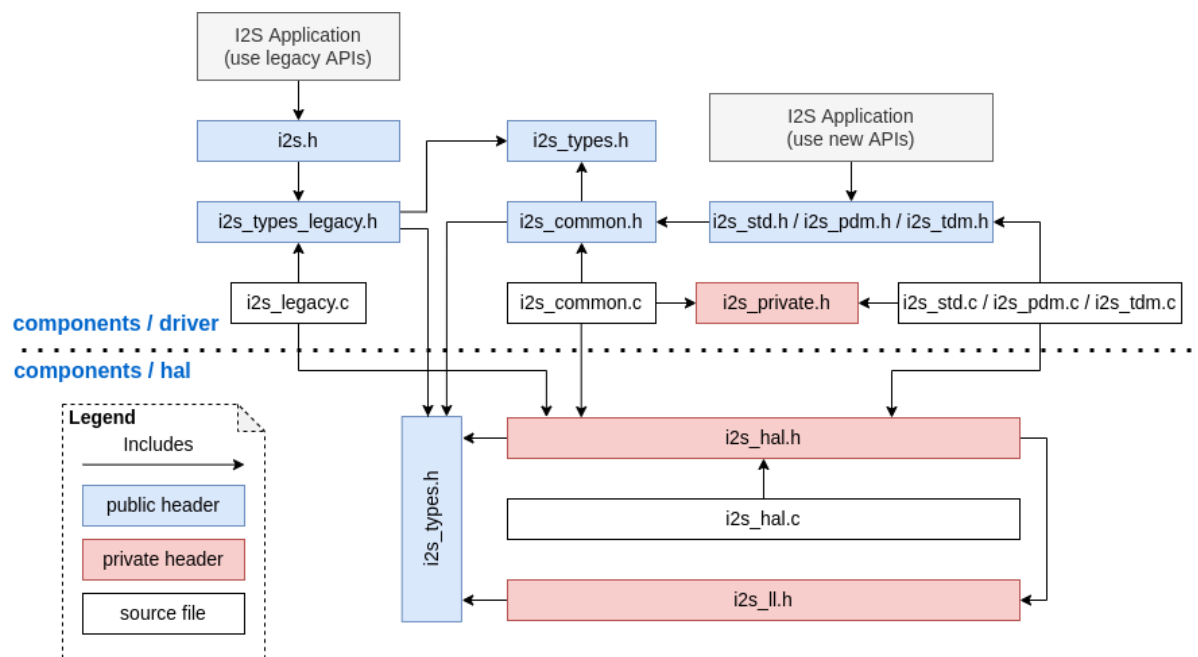 I2S Application
(use legacy APIs)
I2S Application
(use new APIs)
i2s.h
i2s_types.h
i2s_types_legacy.h
i2s_common.h
i2s_std.h / i2s_pdm.h / i2s_tdm.h
i2s_legacy.c
i2s_common.c
i2s_private.h
i2s_std.c / i2s_pdm.c / i2s_tdm.c
components / driver
components / hal
Legend
Includes
public header
private header
source file
i2s_types.h
i2s_hal.h
i2s_hal.c
i2s_ll.h